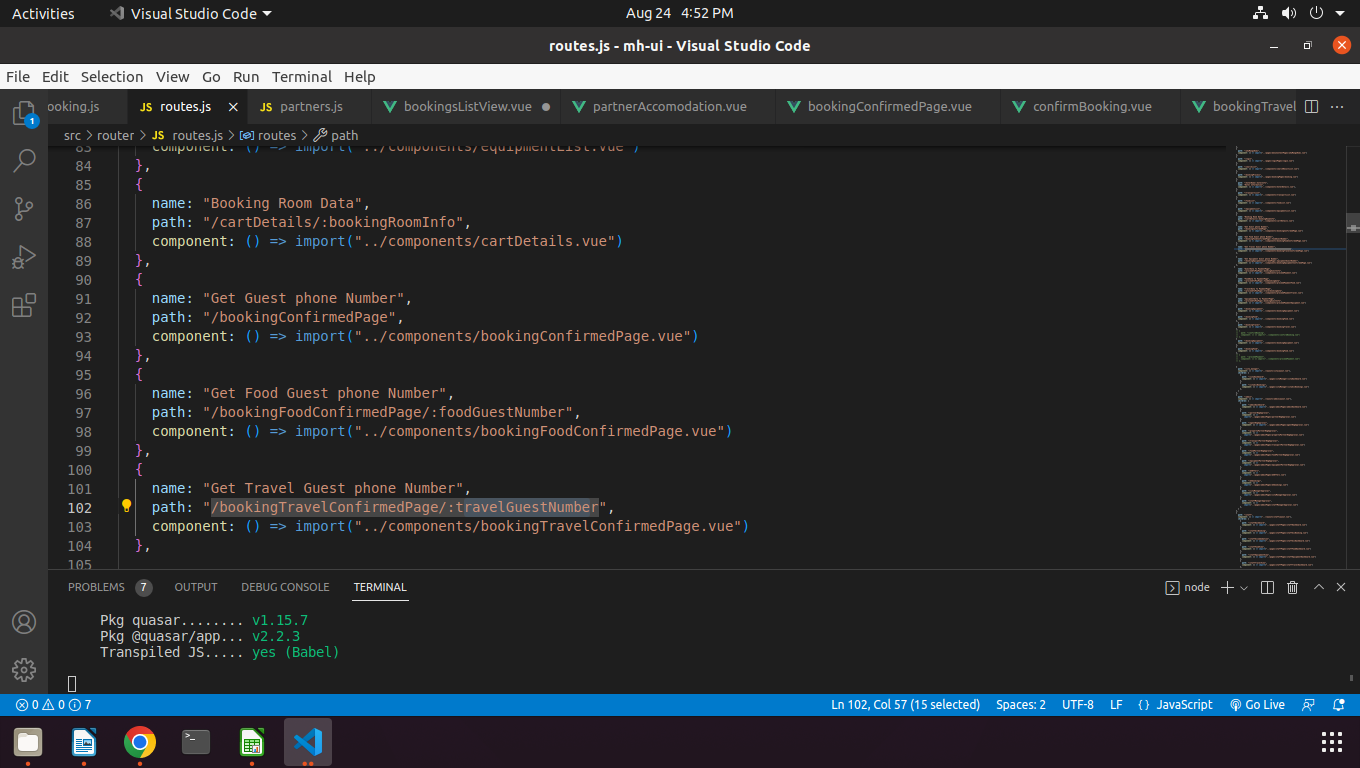 Activities Visual Studio Code Aug 24 4:52 PM
routes.js - mh-ui - Visual Studio Code
File Edit Selection View Go Run Terminal Help
ooking.js JS routes.js JS partners.js bookingsListView.vue partnerAccomodation.vue bookingConfirmedPage.vue confirmBooking.vue bookingTravel
1
src > router > JS routes.js > routes > path
83 component: () => import("../components/equipmentList.vue")
84 },
85 {
86 name: "Booking Room Data",
87 path: "/cartDetails/:bookingRoomInfo",
88 component: () => import("../components/cartDetails.vue")
89 },
90 {
91 name: "Get Guest phone Number",
92 path: "/bookingConfirmedPage",
93 component: () => import("../components/bookingConfirmedPage.vue")
94 },
95 {
96 name: "Get Food Guest phone Number",
97 path: "/bookingFoodConfirmedPage/:foodGuestNumber",
98 component: () => import("../components/bookingFoodConfirmedPage.vue")
99 },
100 {
101 name: "Get Travel Guest phone Number",
102 path: "/bookingTravelConfirmedPage/:travelGuestNumber",
103 component: () => import("../components/bookingTravelConfirmedPage.vue")
104 },
105
PROBLEMS 7 OUTPUT DEBUG CONSOLE TERMINAL node
Pkg quasar........ v1.15.7
Pkg @quasar/app... v2.2.3
Transpiled JS..... yes (Babel)
0 0 7 Ln 102, Col 57 (15 selected) Spaces: 2 UTF-8 LF {} JavaScript Go Live